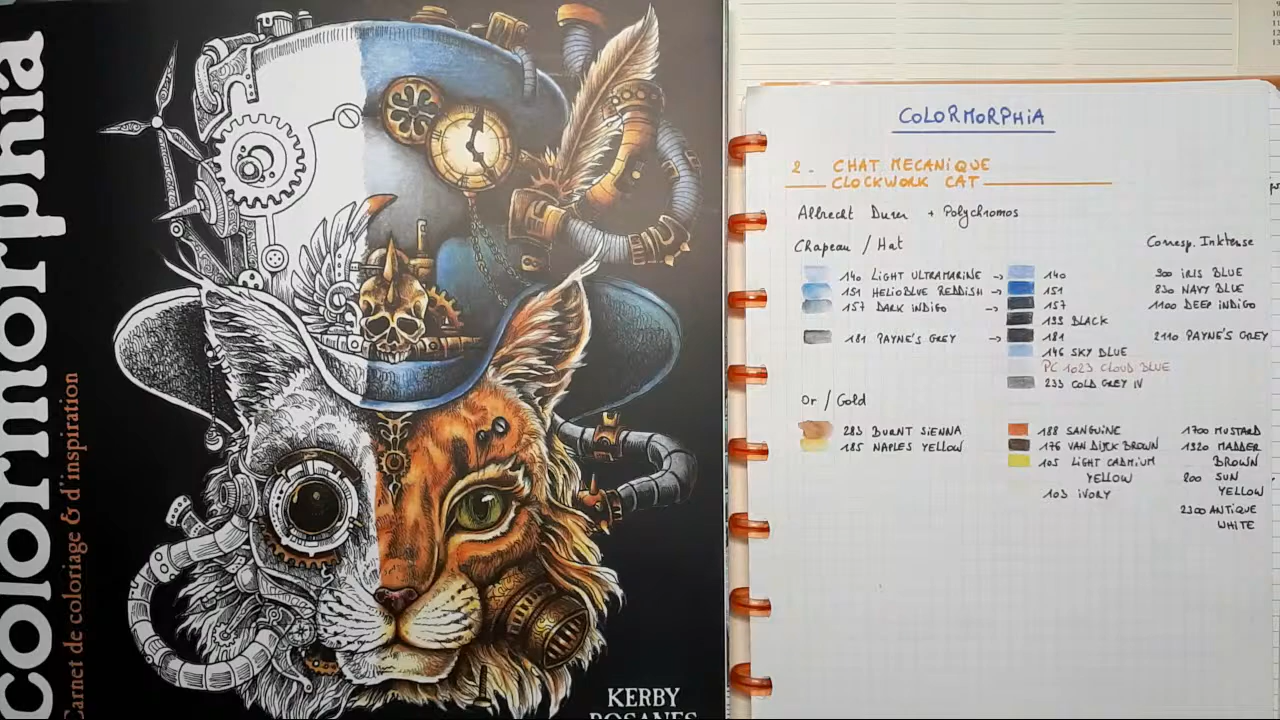 Colormorphia
Carnet de coloriage & d'inspiration
KERBY
ROSANES
COLORMORPHIA
2. CHAT MECANIQUE
CLOCKWORK CAT
Albrecht Durer + Polychromos
Chapeau / Hat
Corresp. Inktense
140 LIGHT ULTRAMARINE → 140 900 IRIS BLUE
151 HELIOBLUE REDDISH → 151 830 NAVY BLUE
157 DARK INDIGO → 157 1100 DEEP INDIGO
199 BLACK
181 PAYNE'S GREY → 181 2110 PAYNE'S GREY
146 SKY BLUE
PC 1023 CLOUD BLUE
233 COLD GREY IV
Or / Gold
283 BURNT SIENNA 188 SANGUINE 1700 MUSTARD
185 NAPLES YELLOW 176 VAN DIJCK BROWN 1920 MADDER
BROWN
105 LIGHT CADMIUM
YELLOW
200 SUN
YELLOW
103 IVORY
2300 ANTIQUE
WHITE